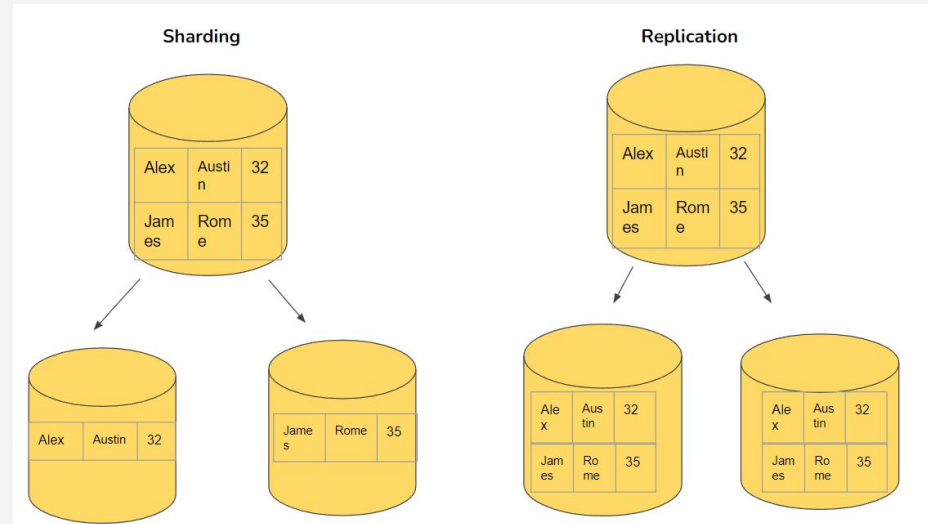 Sharding
Replication
Alex Austi 32
n
Jam Rom 35
es e
Alex Austi 32
n
Jam Rom 35
es e
Alex Austin 32
Jame Rome 35
s
Ale Aus 32
x tin
Jam Ro 35
es me
Ale Aus 32
x tin
Jam Ro 35
es me